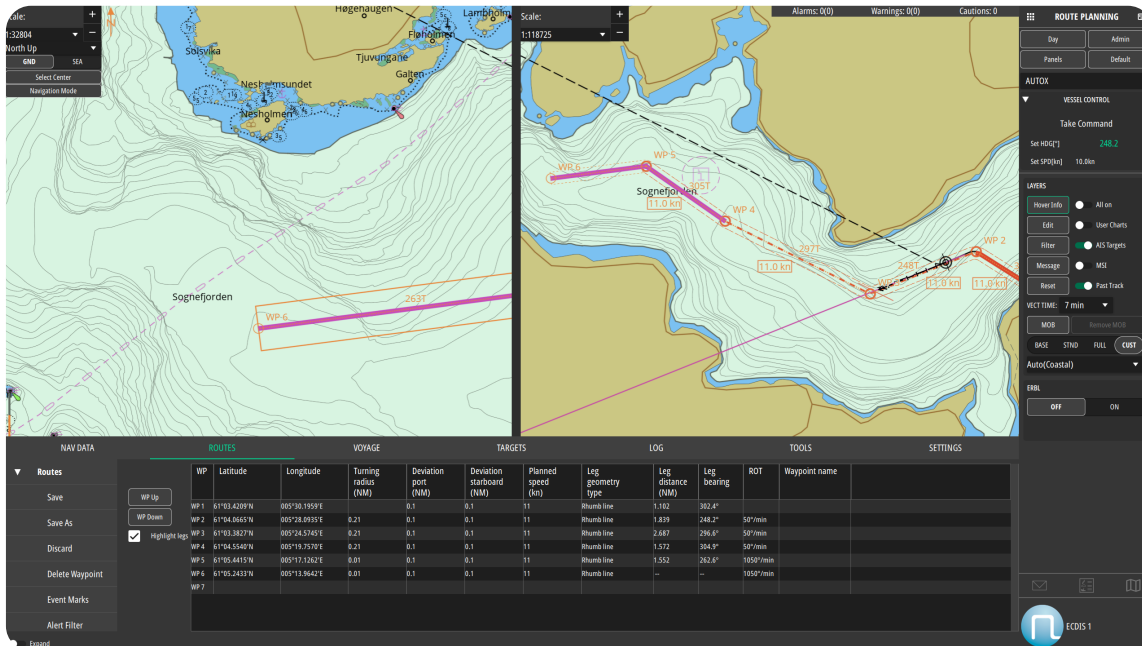 Scale:
1:32804
North Up
GND SEA
Select Center
Navigation Mode
N
Høgehaugen
Lambholm
Fløholmen
Solsvika
Tjuvungane
Galten
Nesholmsundet
Nesholmen
Sognefjorden
WP 6
263T
Scale:
1:118725
Alarms: 0(0) Warnings: 0(0) Cautions: 0
WP 6
WP 5
305T
Sognefjorden
11.0 kn
WP 4
297T
11.0 kn
WP 2
248T
11.0 kn
11.0 kn
ROUTE PLANNING
Day Admin
Panels Default
AUTOX
VESSEL CONTROL
Take Command
Set HDG[°] 248.2
Set SPD[kn] 10.0kn
LAYERS
Hover Info All on
Edit User Charts
Filter AIS Targets
Message MSI
Reset Past Track
VECT TIME: 7 min
MOB Remove MOB
BASE STND FULL CUST
Auto(Coastal)
ERBL
OFF ON
ECDIS 1
NAV DATA ROUTES VOYAGE TARGETS LOG TOOLS SETTINGS
Routes
Save
Save As
Discard
Delete Waypoint
Event Marks
Alert Filter
Expand
WP Up
WP Down
Highlight legs
WP Latitude Longitude Turning radius (NM) Deviation port (NM) Deviation starboard (NM) Planned speed (kn) Leg geometry type Leg distance (NM) Leg bearing ROT Waypoint name
WP 1 61°03.4209'N 005°30.1959'E 0.1 0.1 11 Rhumb line 1.102 302.4°
WP 2 61°04.0665'N 005°28.0935'E 0.21 0.1 0.1 11 Rhumb line 1.839 248.2° 50°/min
WP 3 61°03.3827'N 005°24.5745'E 0.21 0.1 0.1 11 Rhumb line 2.687 296.6° 50°/min
WP 4 61°04.5540'N 005°19.7570'E 0.21 0.1 0.1 11 Rhumb line 1.572 304.9° 50°/min
WP 5 61°05.4415'N 005°17.1262'E 0.01 0.1 0.1 11 Rhumb line 1.552 262.6° 1050°/min
WP 6 61°05.2433'N 005°13.9642'E 0.01 0.1 0.1 11 Rhumb line — — 1050°/min
WP 7